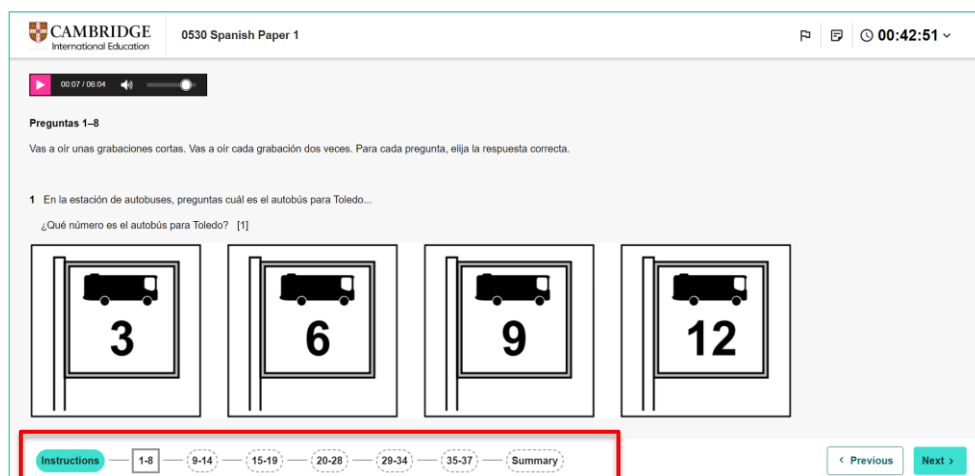 CAMBRIDGE
International Education
0530 Spanish Paper 1
00:42:51
00:07 / 06:04
Preguntas 1–8
Vas a oír unas grabaciones cortas. Vas a oír cada grabación dos veces. Para cada pregunta, elija la respuesta correcta.
1 En la estación de autobuses, preguntas cuál es el autobús para Toledo...
¿Qué número es el autobús para Toledo? [1]
3 6 9 12
Instructions 1-8 9-14 15-19 20-28 29-34 35-37 Summary
< Previous Next >